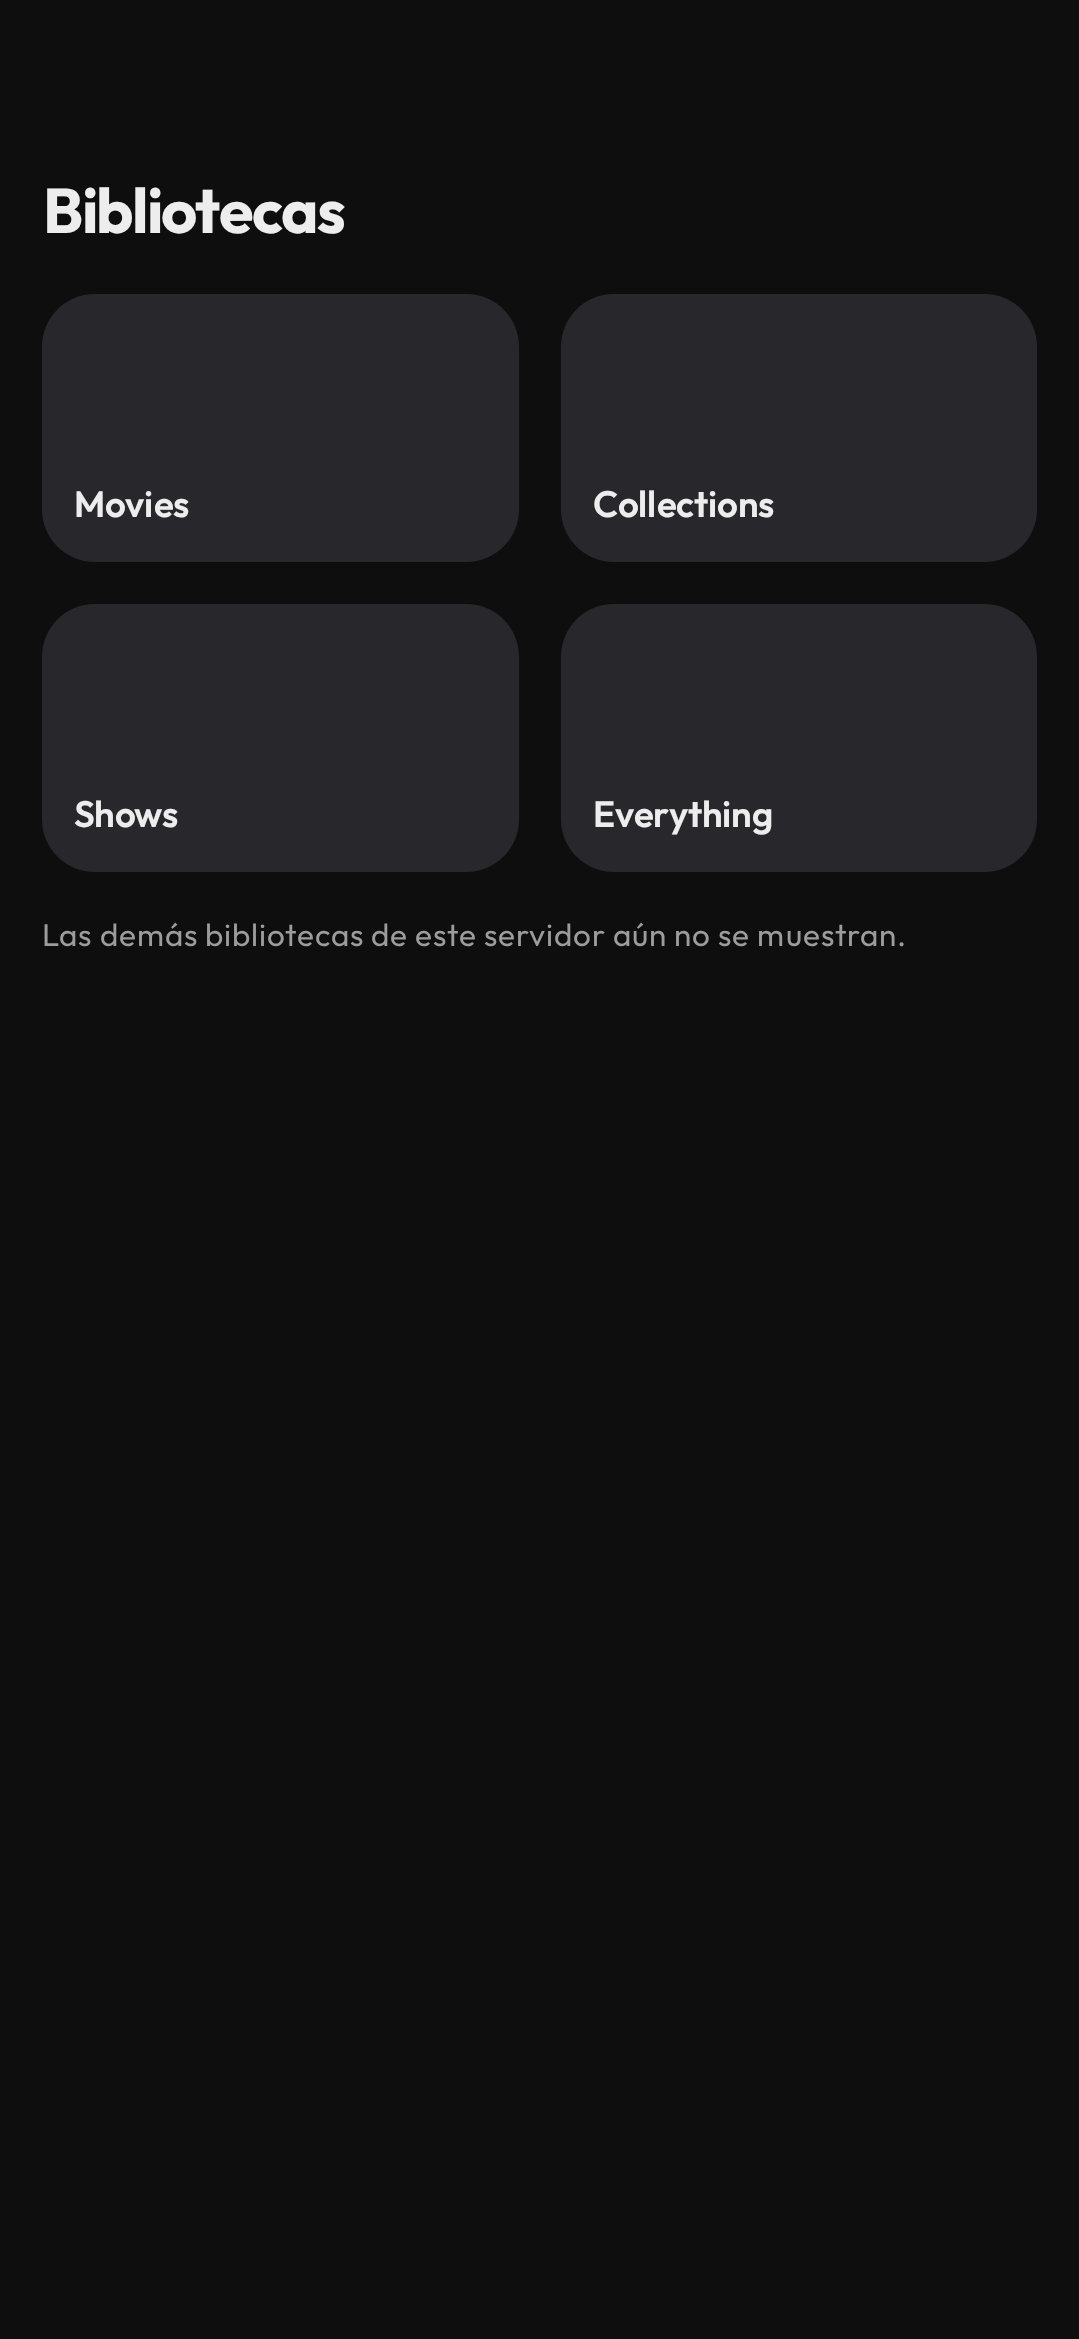 Bibliotecas
Movies
Collections
Shows
Everything
Las demás bibliotecas de este servidor aún no se muestran.